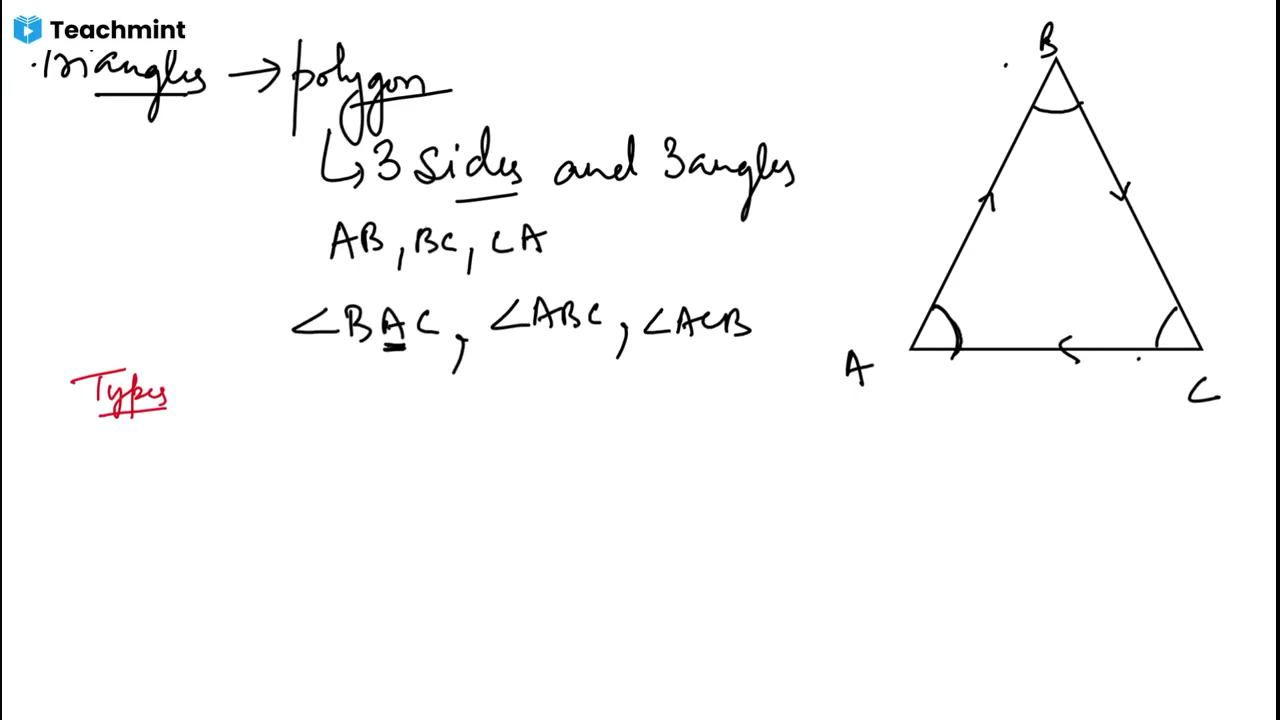 Teachmint
Triangles → polygon
↳ 3 sides and 3 angles
AB, BC, CA
∠BAC, ∠ABC, ∠ACB
Types
B
A
C